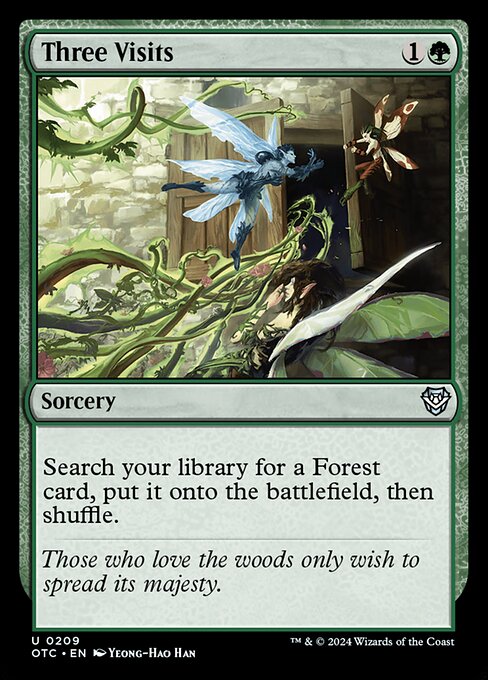 Three Visits 1
Sorcery
Search your library for a Forest
card, put it onto the battlefield, then
shuffle.
Those who love the woods only wish to
spread its majesty.
U 0209
OTC • EN Yeong-Hao Han
™ & © 2024 Wizards of the Coast